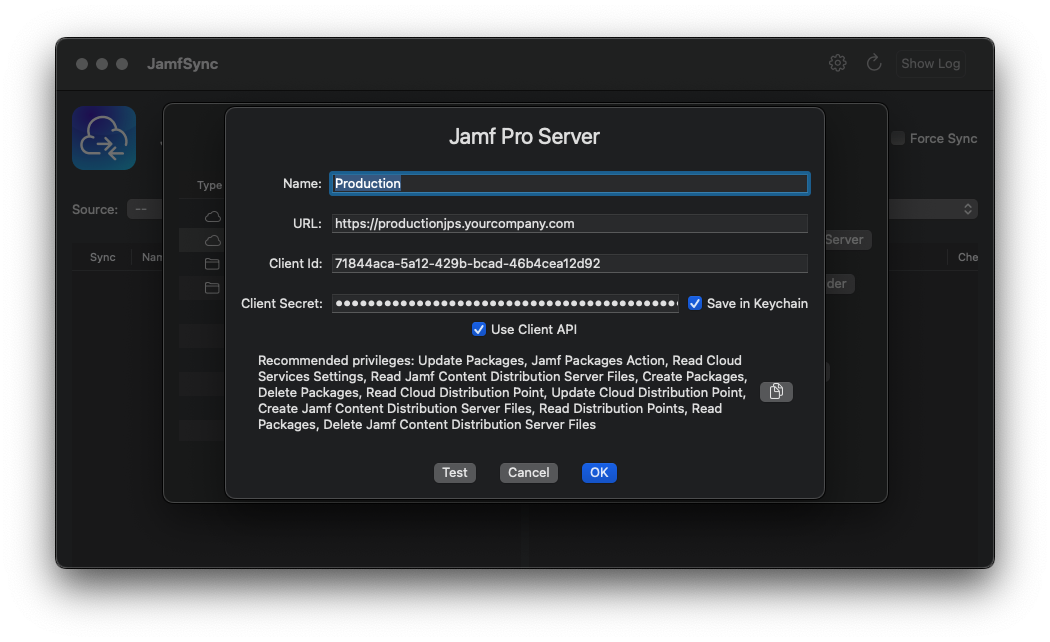 JamfSync
Show Log
Jamf Pro Server
Force Sync
Type
Name: Production
Source: --
URL: https://productionjps.yourcompany.com
Server
Sync
Client Id: 71844aca-5a12-429b-bcad-46b4cea12d92
Client Secret: ●●●●●●●●●●●●●●●●●●●●●●●●●●●●●●●●●●●●●●●●●● Save in Keychain
Use Client API
Recommended privileges: Update Packages, Jamf Packages Action, Read Cloud
Services Settings, Read Jamf Content Distribution Server Files, Create Packages,
Delete Packages, Read Cloud Distribution Point, Update Cloud Distribution Point,
Create Jamf Content Distribution Server Files, Read Distribution Points, Read
Packages, Delete Jamf Content Distribution Server Files
Test Cancel OK